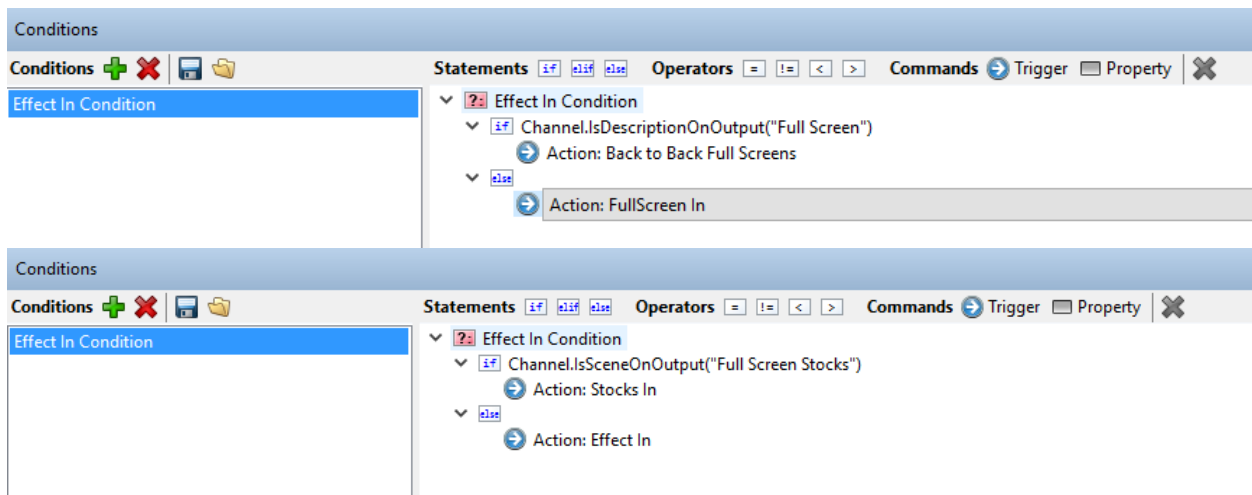 Conditions
Conditions Statements if elif else Operators = != < > Commands Trigger Property
Effect In Condition
?: Effect In Condition
if Channel.IsDescriptionOnOutput("Full Screen")
Action: Back to Back Full Screens
else
Action: FullScreen In
Conditions
Conditions Statements if elif else Operators = != < > Commands Trigger Property
Effect In Condition
?: Effect In Condition
if Channel.IsSceneOnOutput("Full Screen Stocks")
Action: Stocks In
else
Action: Effect In